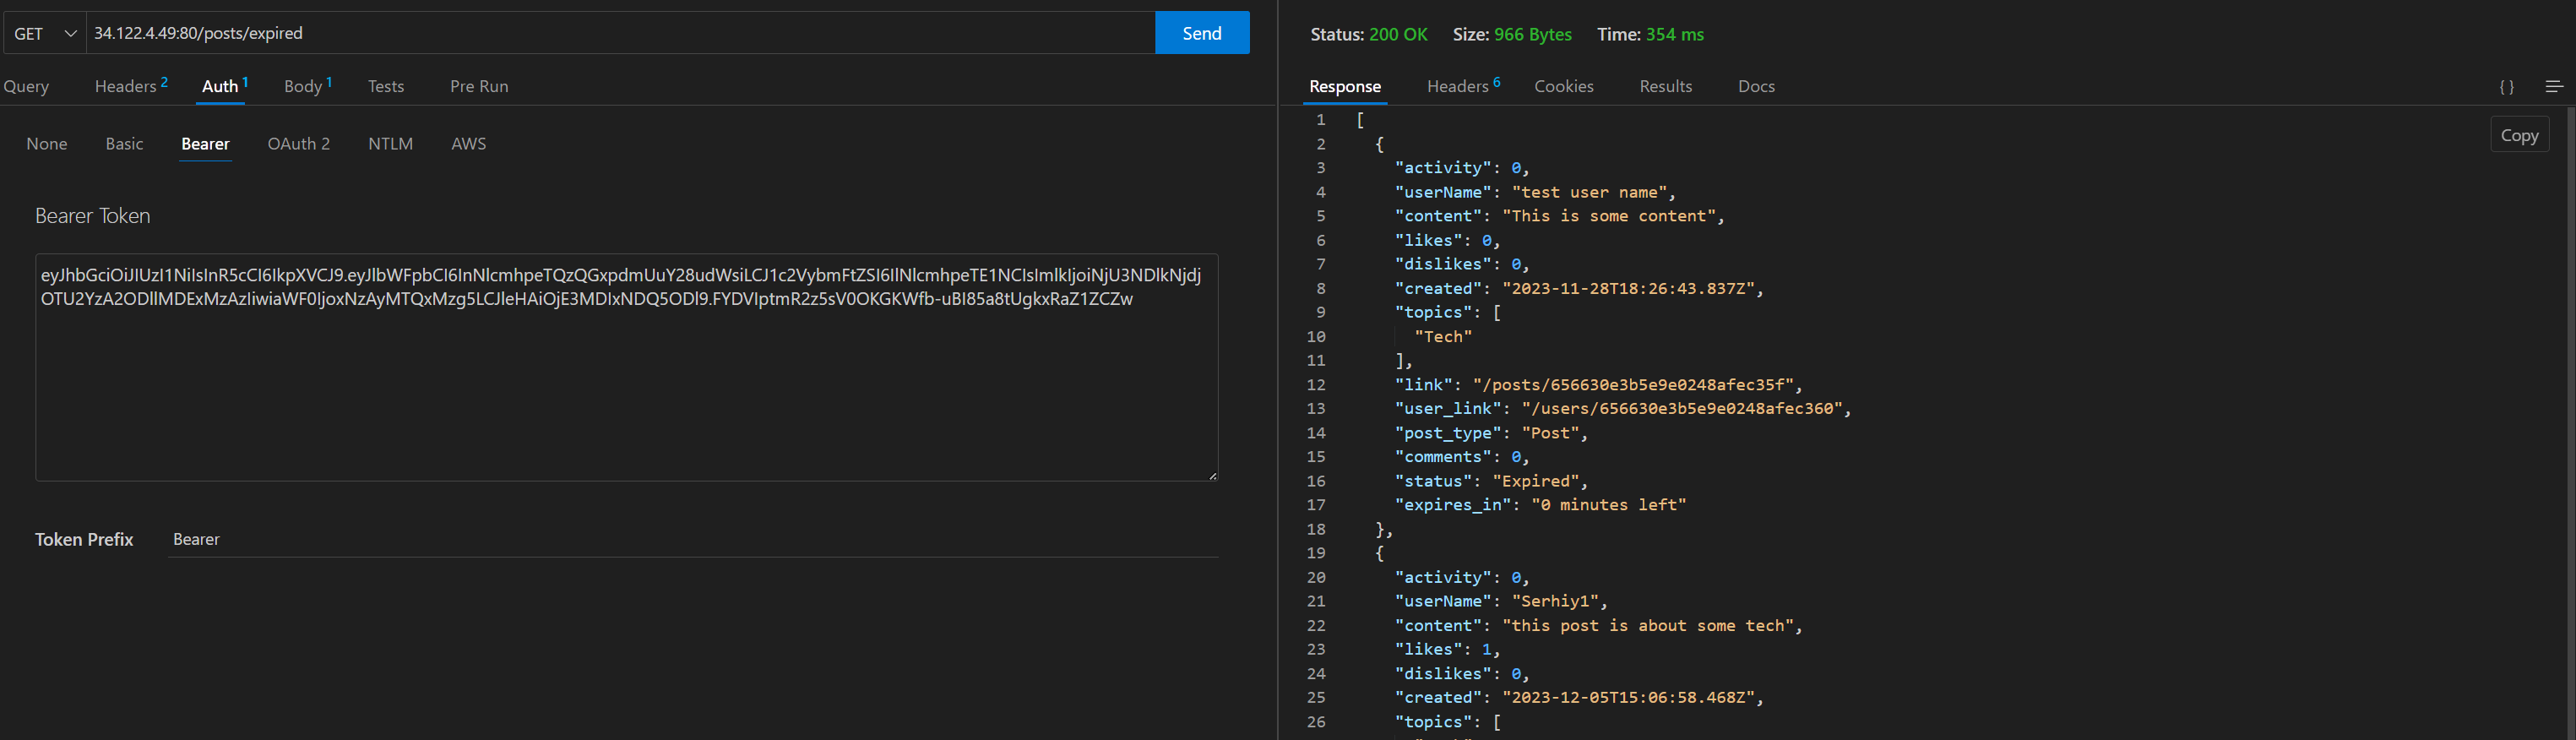 GET
34.122.4.49:80/posts/expired
Send
Query
Headers 2
Auth 1
Body 1
Tests
Pre Run
None
Basic
Bearer
OAuth 2
NTLM
AWS
Bearer Token
eyJhbGciOiJIUzI1NiIsInR5cCI6IkpXVCJ9.eyJlbWFpbCI6InNlcmhpeTQzQGxpdmUuY28udWsiLCJ1c2VybmFtZSI6IlNlcmhpeTE1NCIsImlkIjoiNjU3NDlkNjdj
OTU2YzA2ODllMDExMzAzIiwiaWF0IjoxNzAyMTQxMzg5LCJleHAiOjE3MDIxNDQ5ODl9.FYDVIptmR2z5sV0OKGKWfb-uBI85a8tUgkxRaZ1ZCZw
Token Prefix
Bearer
Status: 200 OK Size: 966 Bytes Time: 354 ms
Response
Headers 6
Cookies
Results
Docs
{ }
Copy
1 [
2 {
3 "activity": 0,
4 "userName": "test user name",
5 "content": "This is some content",
6 "likes": 0,
7 "dislikes": 0,
8 "created": "2023-11-28T18:26:43.837Z",
9 "topics": [
10 "Tech"
11 ],
12 "link": "/posts/656630e3b5e9e0248afec35f",
13 "user_link": "/users/656630e3b5e9e0248afec360",
14 "post_type": "Post",
15 "comments": 0,
16 "status": "Expired",
17 "expires_in": "0 minutes left"
18 },
19 {
20 "activity": 0,
21 "userName": "Serhiy1",
22 "content": "this post is about some tech",
23 "likes": 1,
24 "dislikes": 0,
25 "created": "2023-12-05T15:06:58.468Z",
26 "topics": [